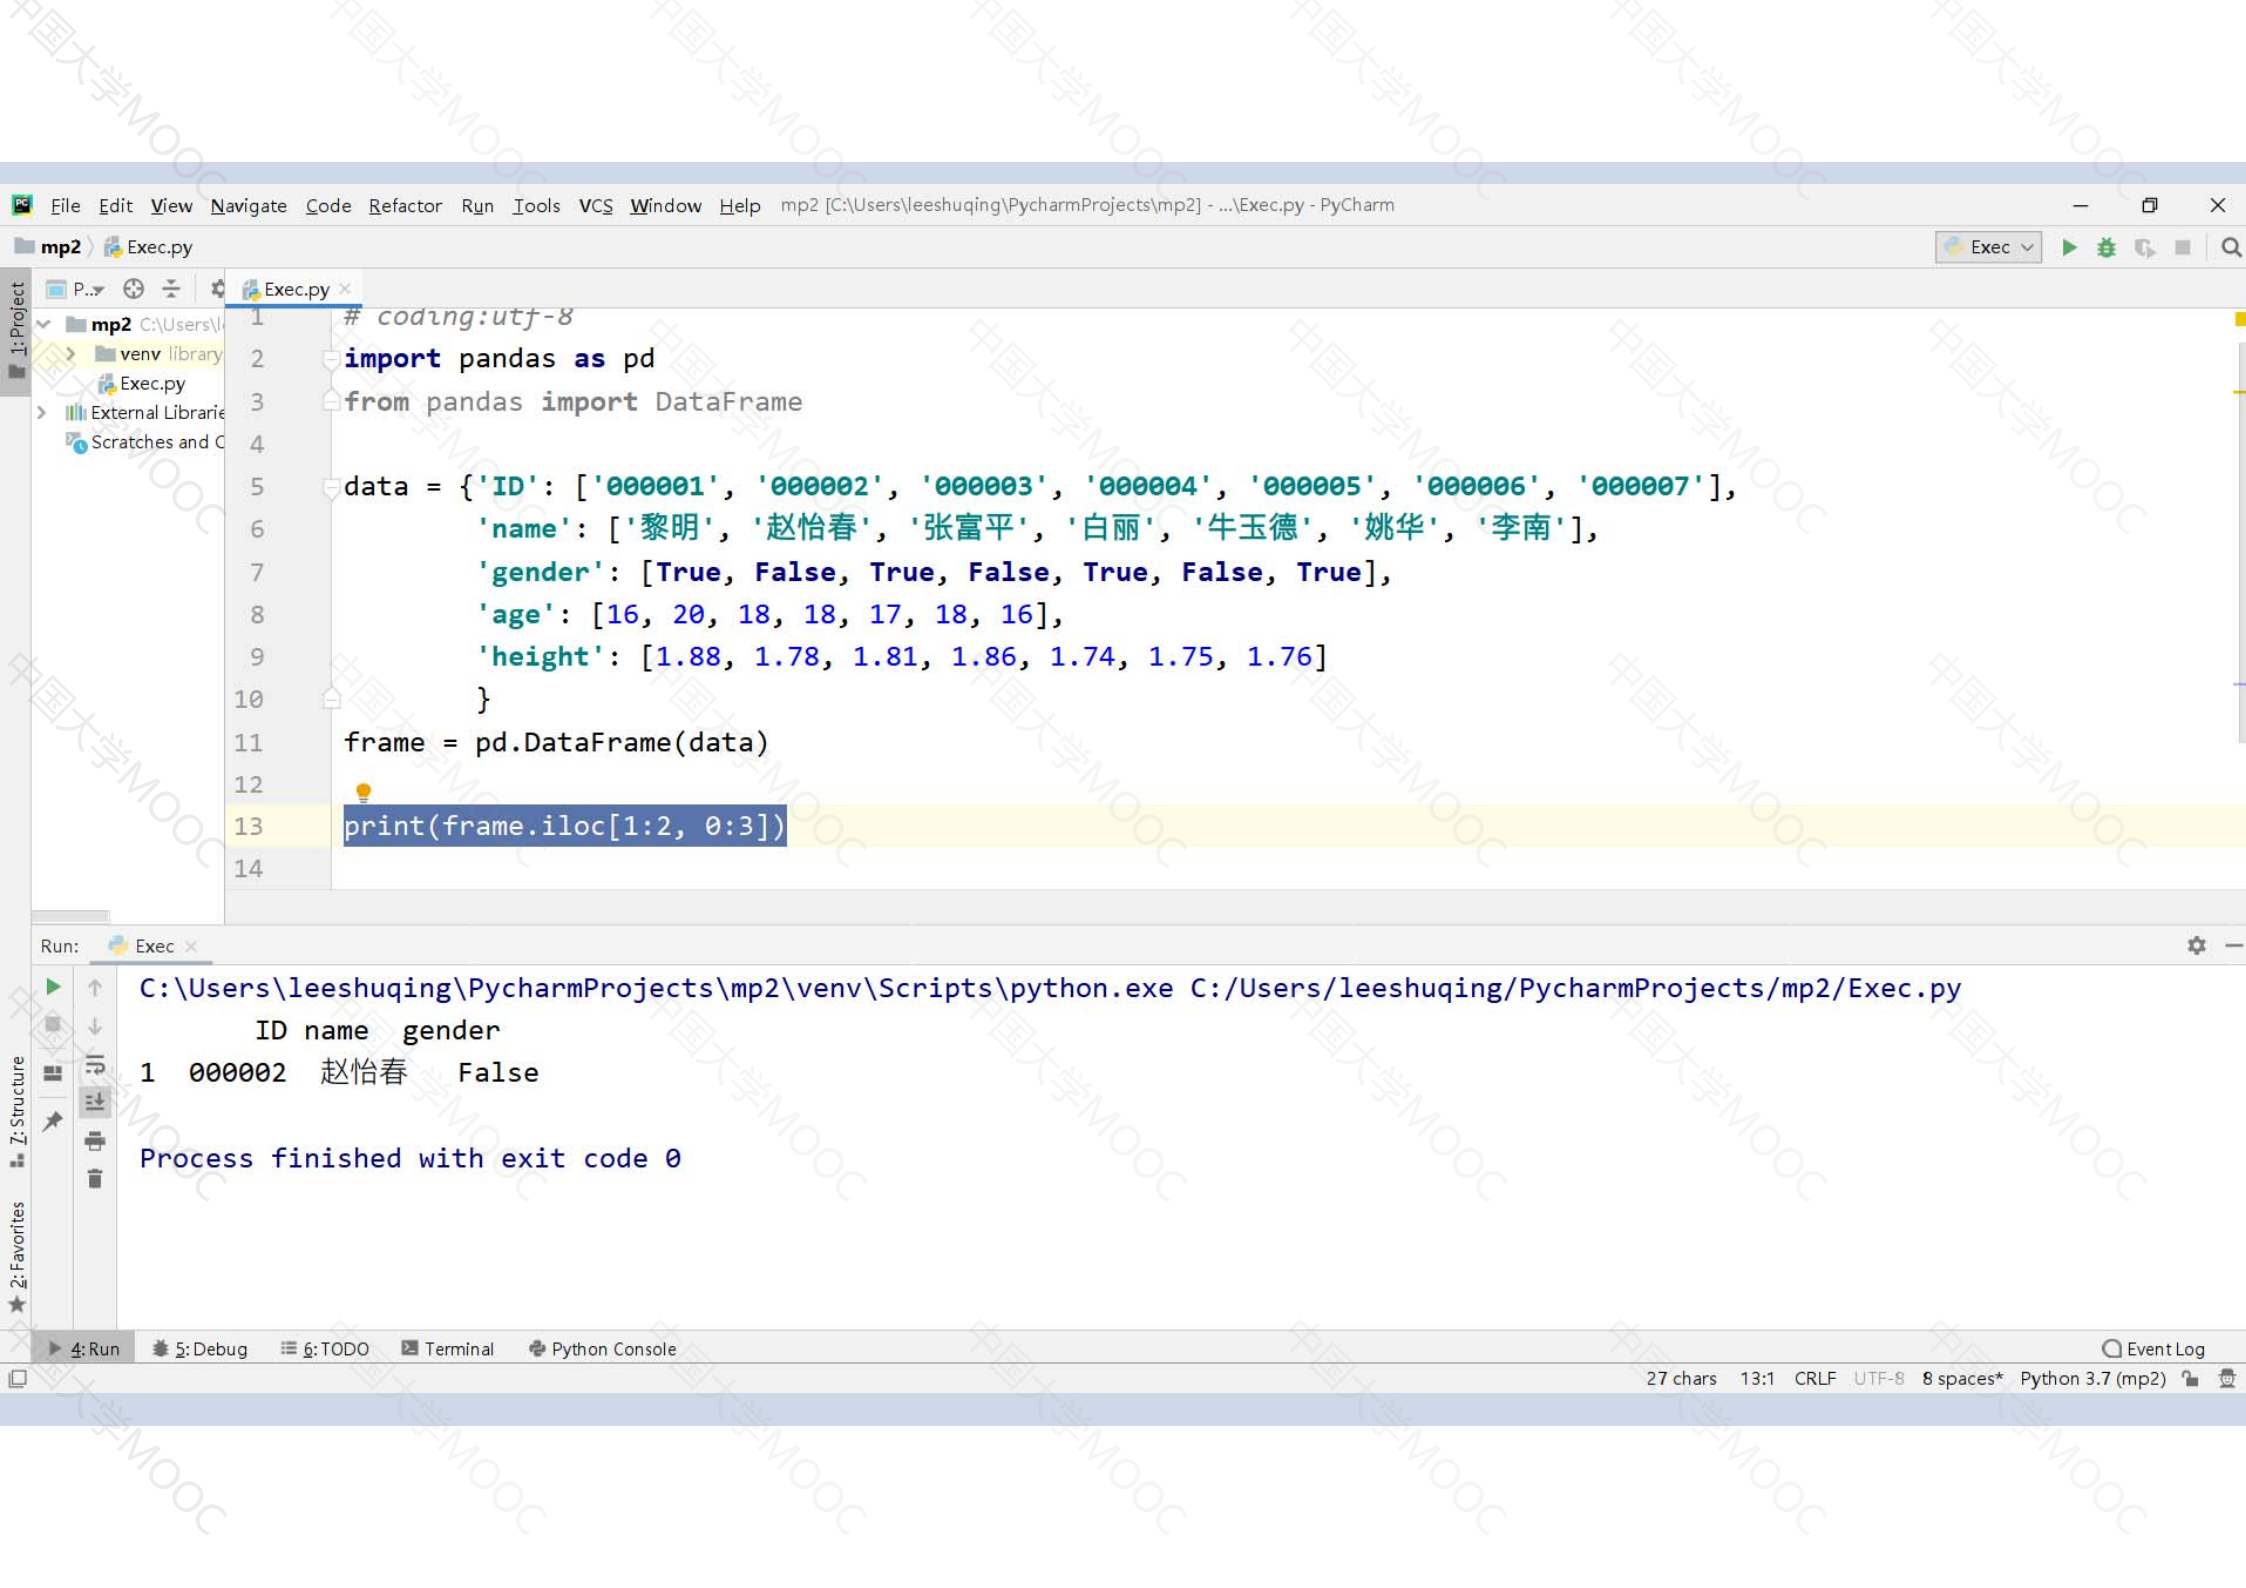 File Edit View Navigate Code Refactor Run Tools VCS Window Help mp2 [C:\Users\leeshuqing\PycharmProjects\mp2] - ...\Exec.py - PyCharm
mp2 Exec.py
Exec
1: Project
P..
Exec.py
mp2 C:\Users\l
venv library
Exec.py
External Librarie
Scratches and C
1 # coding:utf-8
2 import pandas as pd
3 from pandas import DataFrame
4
5 data = {'ID': ['000001', '000002', '000003', '000004', '000005', '000006', '000007'],
6 'name': ['黎明', '赵怡春', '张富平', '白丽', '牛玉德', '姚华', '李南'],
7 'gender': [True, False, True, False, True, False, True],
8 'age': [16, 20, 18, 18, 17, 18, 16],
9 'height': [1.88, 1.78, 1.81, 1.86, 1.74, 1.75, 1.76]
10 }
11 frame = pd.DataFrame(data)
12
13 print(frame.iloc[1:2, 0:3])
14
Run: Exec
C:\Users\leeshuqing\PycharmProjects\mp2\venv\Scripts\python.exe C:/Users/leeshuqing/PycharmProjects/mp2/Exec.py
ID name gender
1 000002 赵怡春 False
Process finished with exit code 0
Z: Structure
2: Favorites
4: Run 5: Debug 6: TODO Terminal Python Console Event Log
27 chars 13:1 CRLF UTF-8 8 spaces* Python 3.7 (mp2)
中国大学MOOC